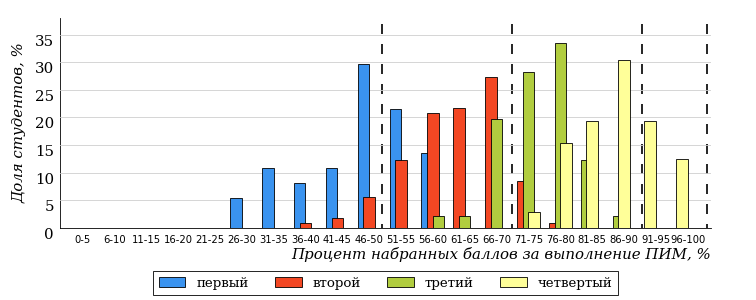 Доля студентов, %
35
30
25
20
15
10
5
0
0-5 6-10 11-15 16-20 21-25 26-30 31-35 36-40 41-45 46-50 51-55 56-60 61-65 66-70 71-75 76-80 81-85 86-90 91-95 96-100
Процент набранных баллов за выполнение ПИМ, %
первый второй третий четвертый